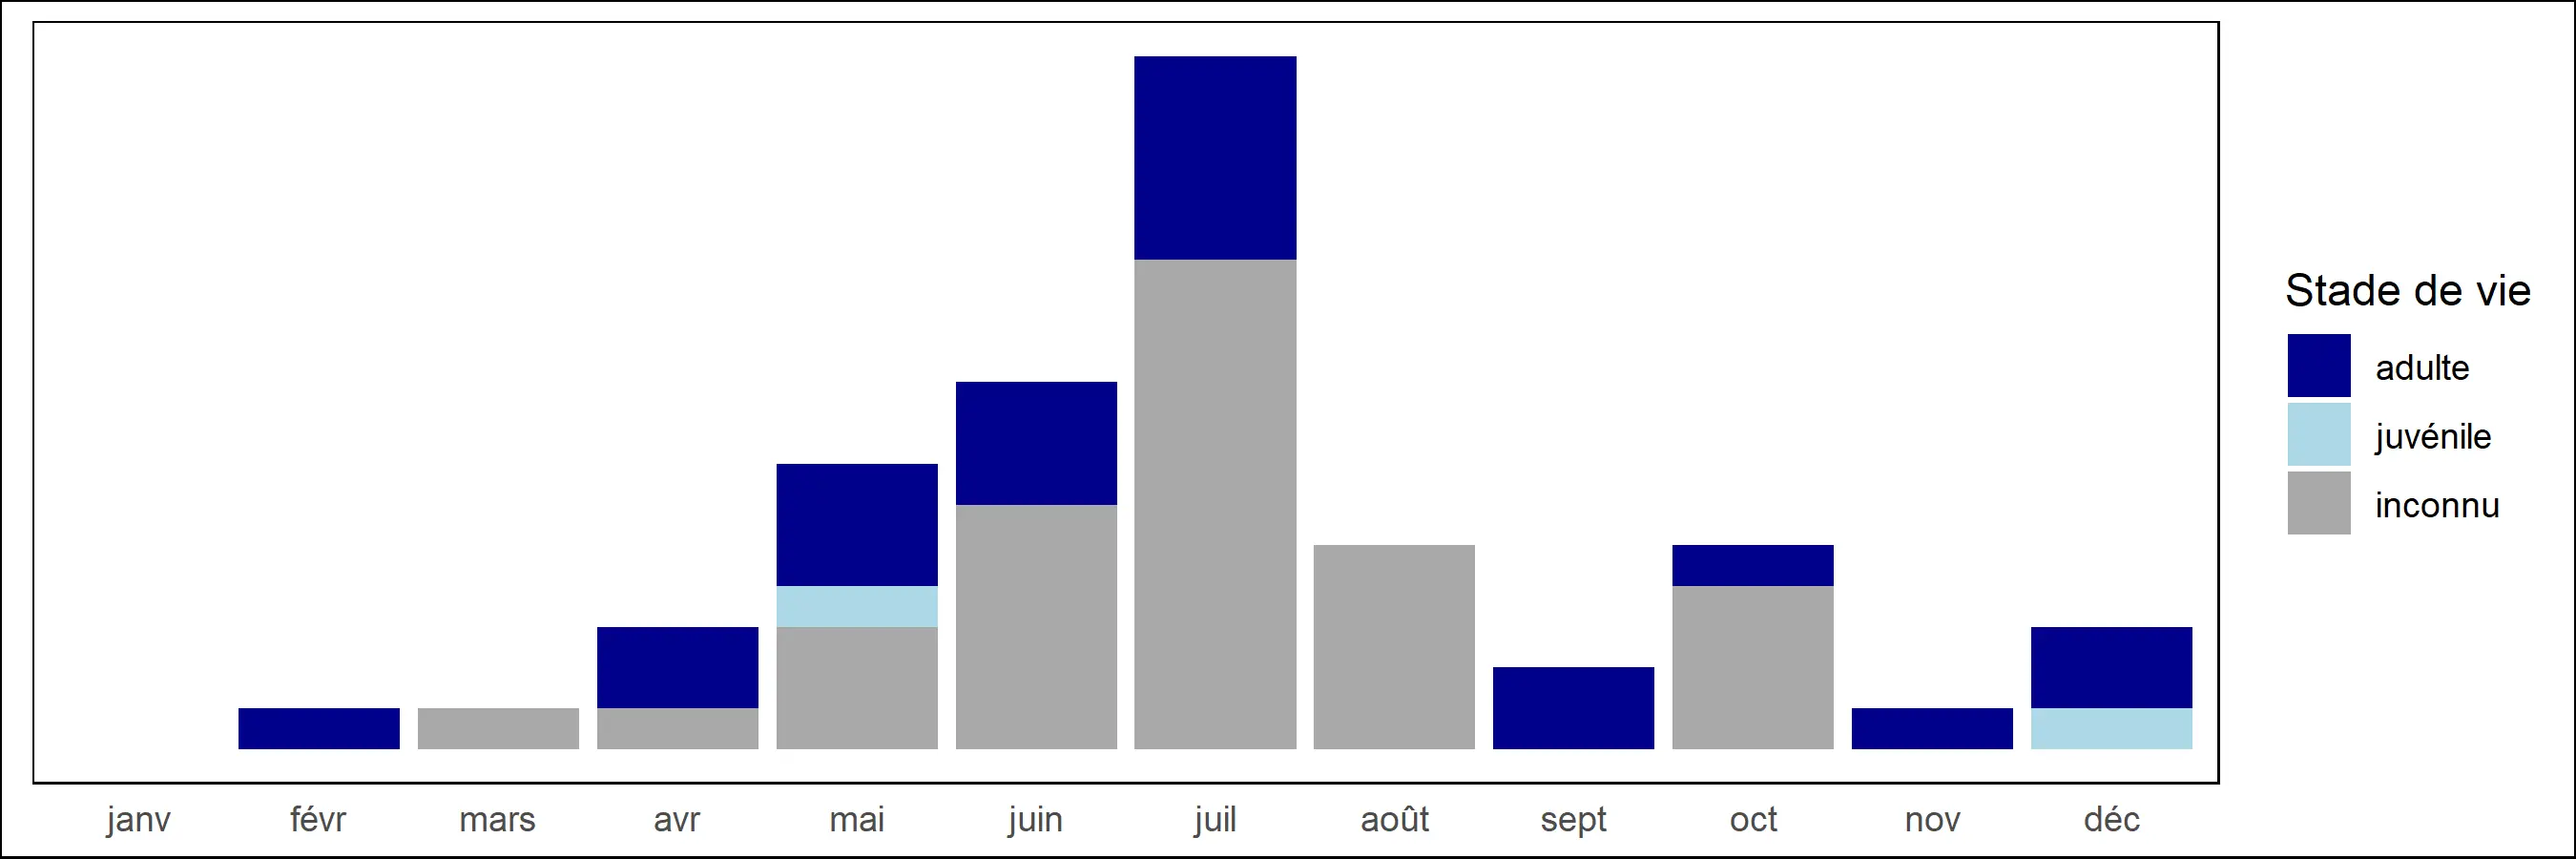 Stade de vie
adulte
juvénile
inconnu
janv févr mars avr mai juin juil août sept oct nov déc